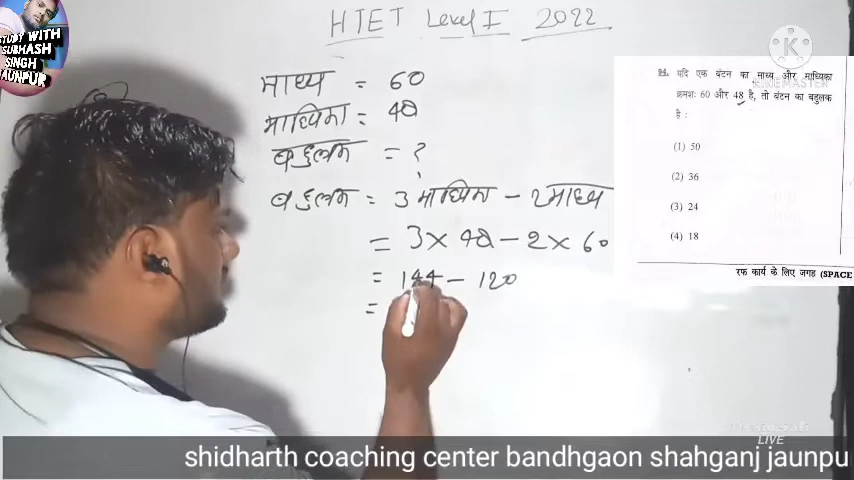 STUDY WITH
SUBHASH
SINGH
JAUNPUR
HTET Level I 2022
माध्य = 60
माध्यिका = 48
बहुलक = ?
बहुलक = 3 माध्यिका - 2 माध्य
= 3 × 48 - 2 × 60
= 144 - 120
=
KINEMASTER
यदि एक बंटन का माध्य और माध्यिका
क्रमशः 60 और 48 है, तो बंटन का बहुलक
है :
(1) 50
(2) 36
(3) 24
(4) 18
रफ कार्य के लिए जगह (SPACE
LIVE
shidharth coaching center bandhgaon shahganj jaunpu